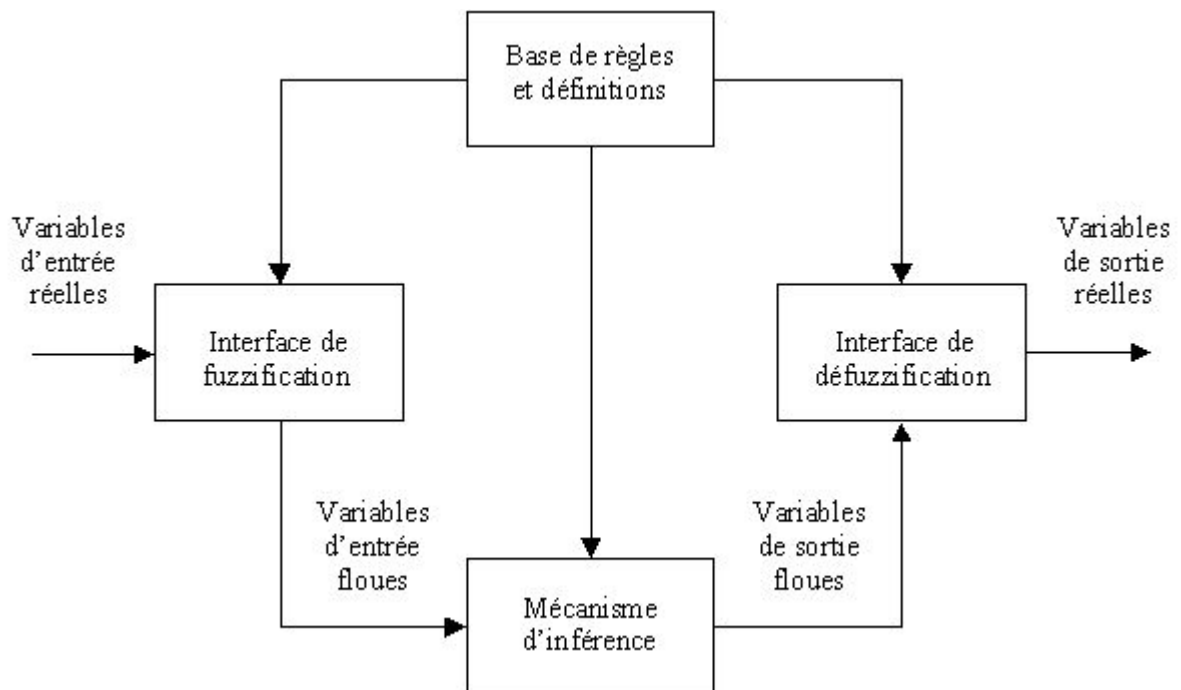 Base de règles
et définitions
Variables
d’entrée
réelles
Variables
de sortie
réelles
Interface de
fuzzification
Interface de
défuzzification
Variables
d’entrée
floues
Variables
de sortie
floues
Mécanisme
d’inférence